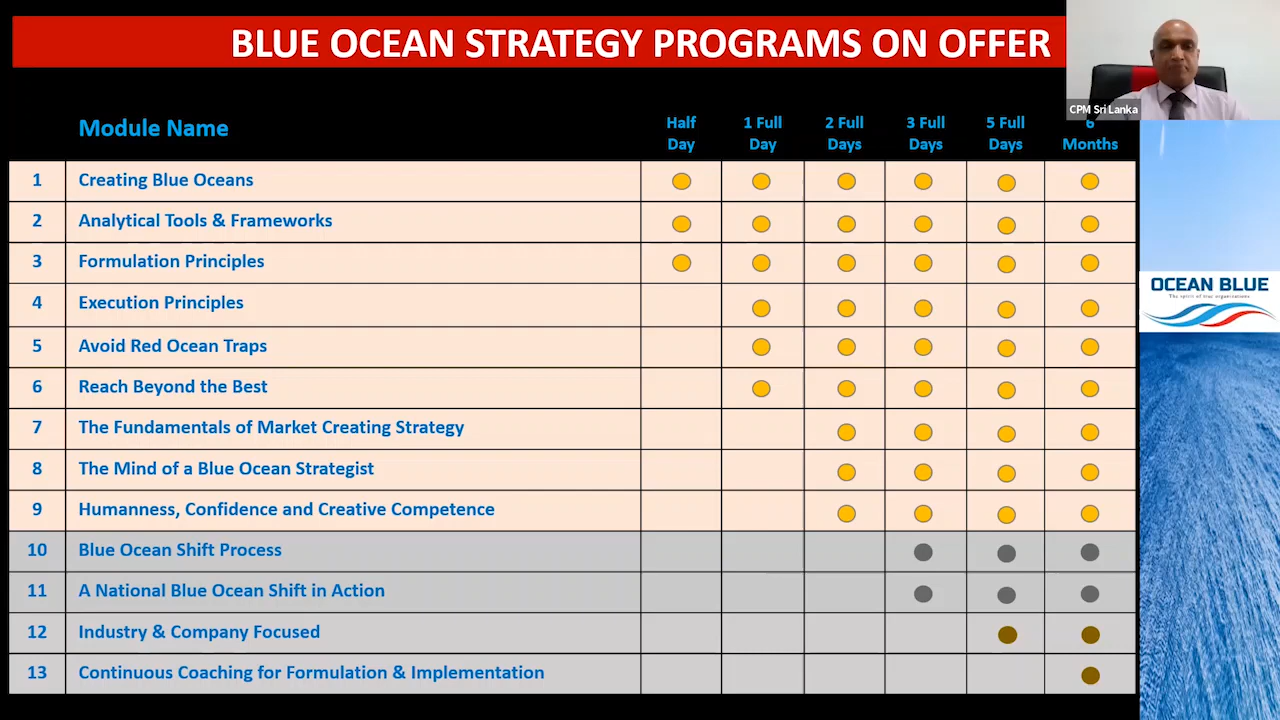 BLUE OCEAN STRATEGY PROGRAMS ON OFFER
CPM Sri Lanka
Module Name
Half Day
1 Full Day
2 Full Days
3 Full Days
5 Full Days
6 Months
1 Creating Blue Oceans
2 Analytical Tools & Frameworks
3 Formulation Principles
4 Execution Principles
5 Avoid Red Ocean Traps
6 Reach Beyond the Best
7 The Fundamentals of Market Creating Strategy
8 The Mind of a Blue Ocean Strategist
9 Humanness, Confidence and Creative Competence
10 Blue Ocean Shift Process
11 A National Blue Ocean Shift in Action
12 Industry & Company Focused
13 Continuous Coaching for Formulation & Implementation
OCEAN BLUE
The spirit of true organisations